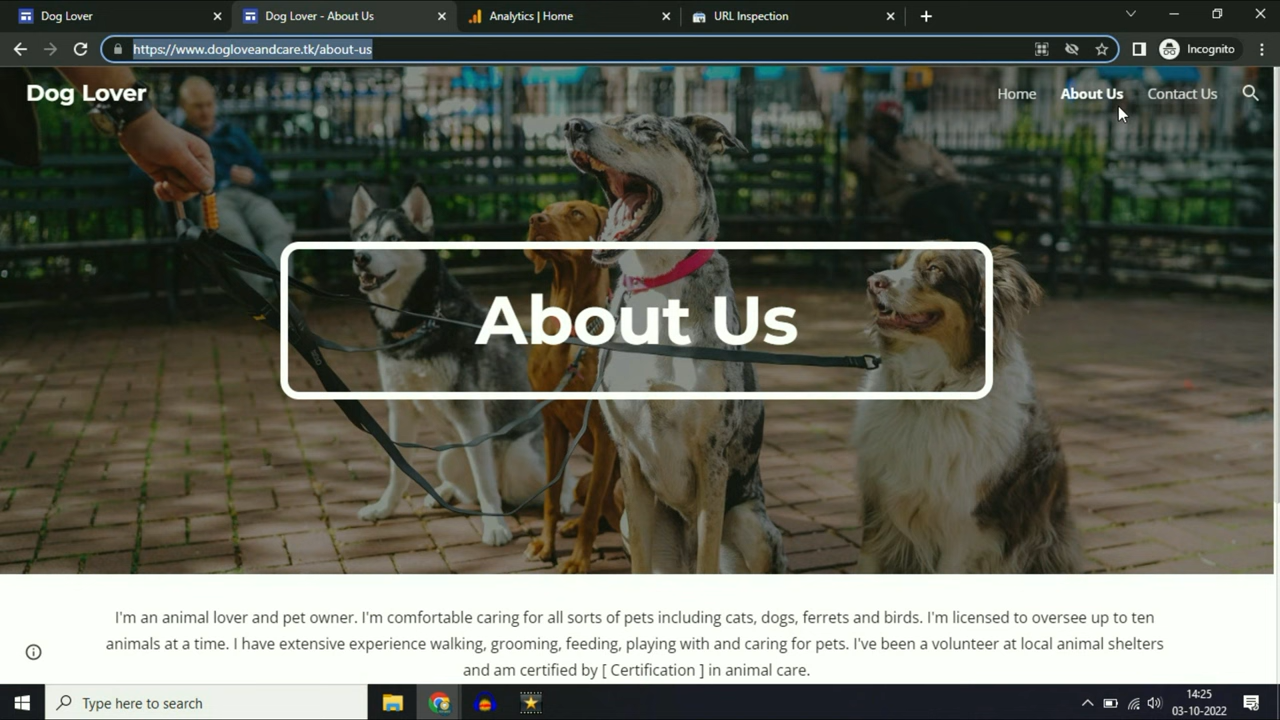 Dog Lover
Dog Lover - About Us
Analytics | Home
URL Inspection
https://www.dogloveandcare.tk/about-us
Incognito
Dog Lover
Home
About Us
Contact Us
About Us
I'm an animal lover and pet owner. I'm comfortable caring for all sorts of pets including cats, dogs, ferrets and birds. I'm licensed to oversee up to ten
animals at a time. I have extensive experience walking, grooming, feeding, playing with and caring for pets. I've been a volunteer at local animal shelters
and am certified by [ Certification ] in animal care.
Type here to search
14:25
03-10-2022